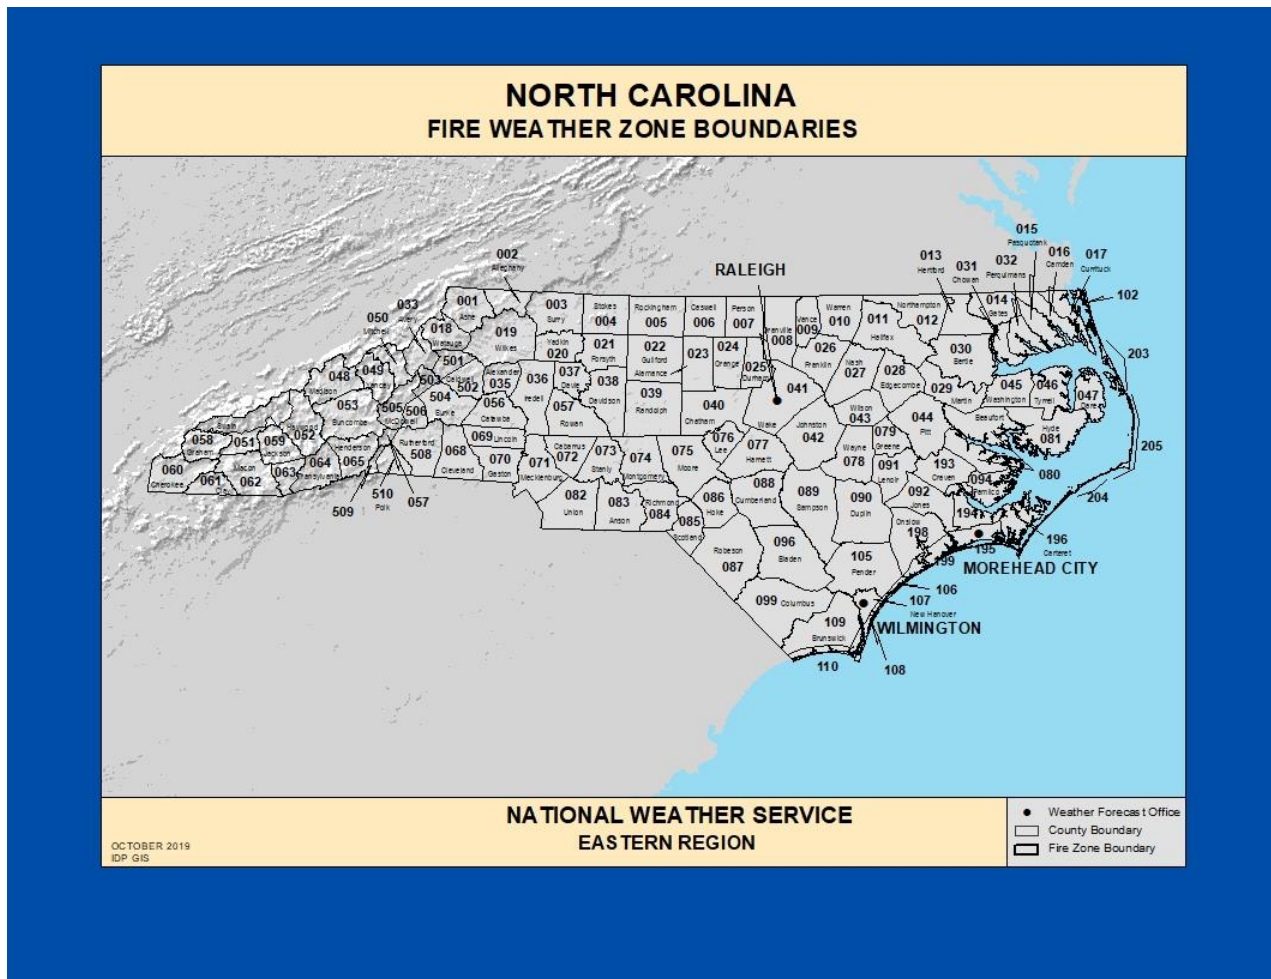 NORTH CAROLINA
FIRE WEATHER ZONE BOUNDARIES
015
Pasquotank
002
Alleghany
013
Hertford
031
Chowan
032
Perquimans
016
Camden
017
Currituck
RALEIGH
102
033
Avery
050
Mitchell
001
Ashe
003
Surry
Stokes
004
Rockingham
005
Caswell
006
Person
007
Granville
008
Vance
009
Warren
010
011
Halifax
Northampton
012
014
Gates
018
Watauga
019
Wilkes
Yadkin
020
021
Forsyth
022
Guilford
Alamance
023
024
Orange
025
Durham
026
Franklin
Nash
027
028
Edgecombe
030
Bertie
203
048
Madison
049
Yancey
501
Caldwell
503
502
Alexander
035
036
Iredell
037
Davie
038
Davidson
039
Randolph
040
Chatham
041
Wake
029
Martin
045
Washington
046
Tyrrell
047
Dare
053
Buncombe
505
506
McDowell
504
Burke
056
Catawba
057
Rowan
Johnston
042
Wilson
043
044
Pitt
Beaufort
Hyde
081
205
058
Graham
Swain
051
059
Jackson
052
Haywood
Henderson
Rutherford
508
068
Cleveland
069
Lincoln
070
Gaston
071
Mecklenburg
Cabarrus
072
073
Stanly
074
Montgomery
075
Moore
076
Lee
077
Harnett
Wayne
078
079
Greene
091
Lenoir
193
Craven
094
Pamlico
080
204
060
Cherokee
061
Clay
Macon
062
063
064
Transylvania
065
509
510
Polk
057
082
Union
083
Anson
Richmond
084
085
Scotland
086
Hoke
088
Cumberland
089
Sampson
090
Duplin
092
Jones
194
195
196
Carteret
Onslow
198
199
MOREHEAD CITY
Robeson
087
096
Bladen
105
Pender
106
107
New Hanover
WILMINGTON
099
Columbus
109
Brunswick
110
108
NATIONAL WEATHER SERVICE
EASTERN REGION
OCTOBER 2019
IDP GIS
Weather Forecast Office
County Boundary
Fire Zone Boundary